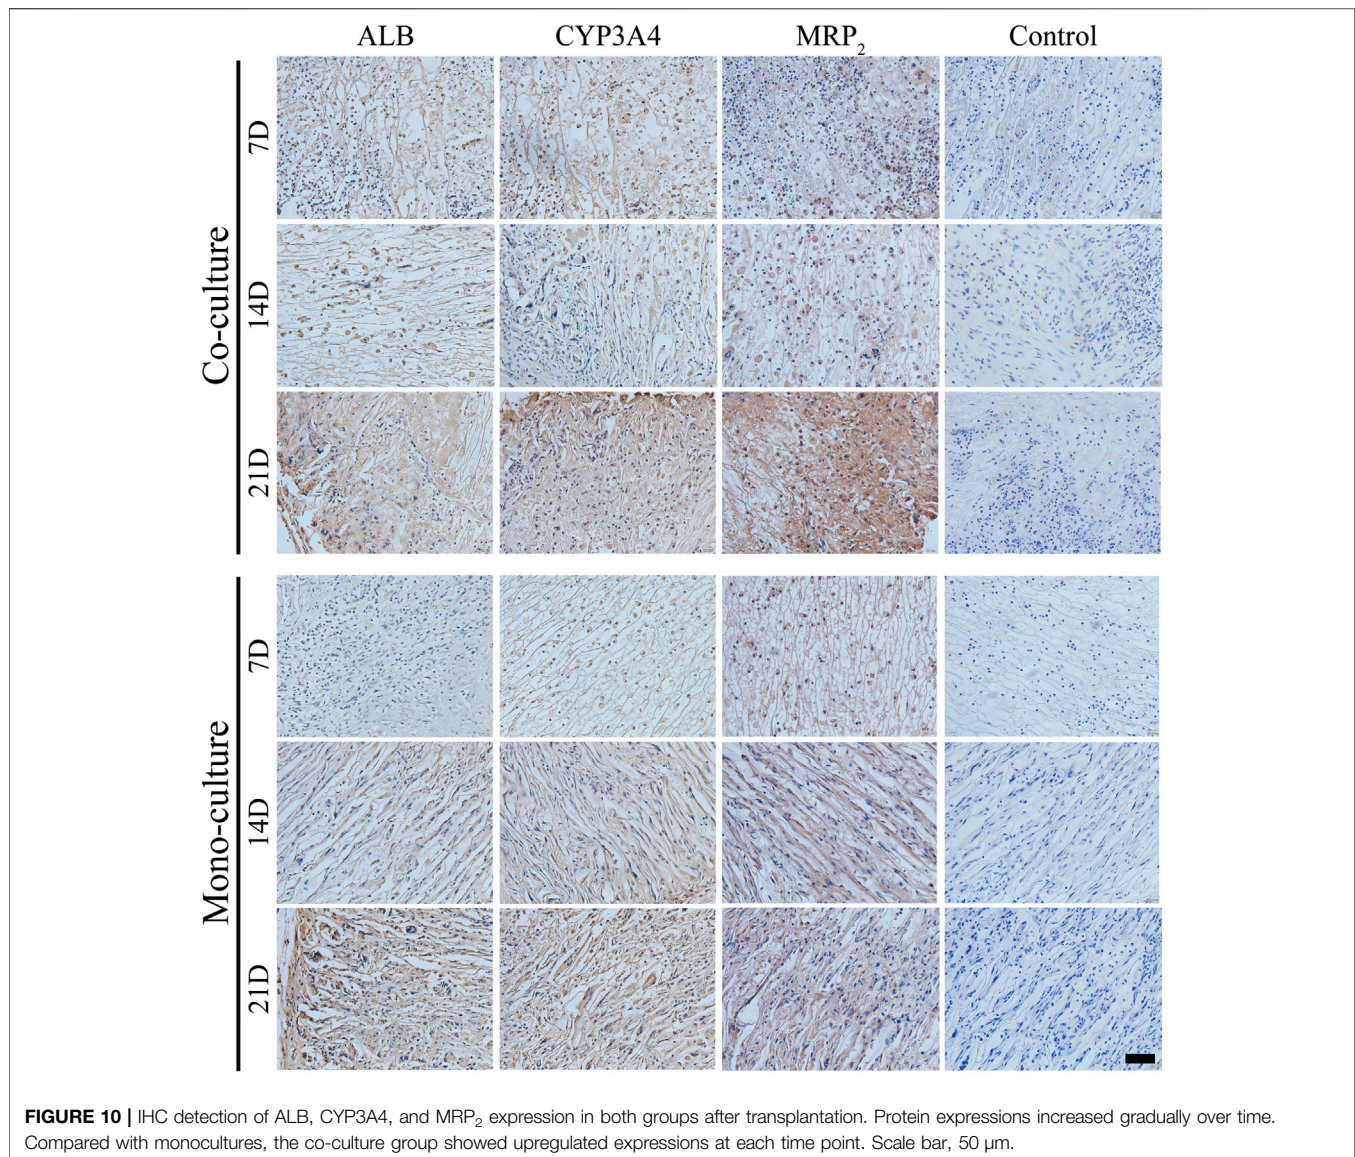 ALB CYP3A4 MRP₂ Control
Co-culture
7D
14D
21D
Mono-culture
7D
14D
21D
FIGURE 10 | IHC detection of ALB, CYP3A4, and MRP₂ expression in both groups after transplantation. Protein expressions increased gradually over time.
Compared with monocultures, the co-culture group showed upregulated expressions at each time point. Scale bar, 50 µm.